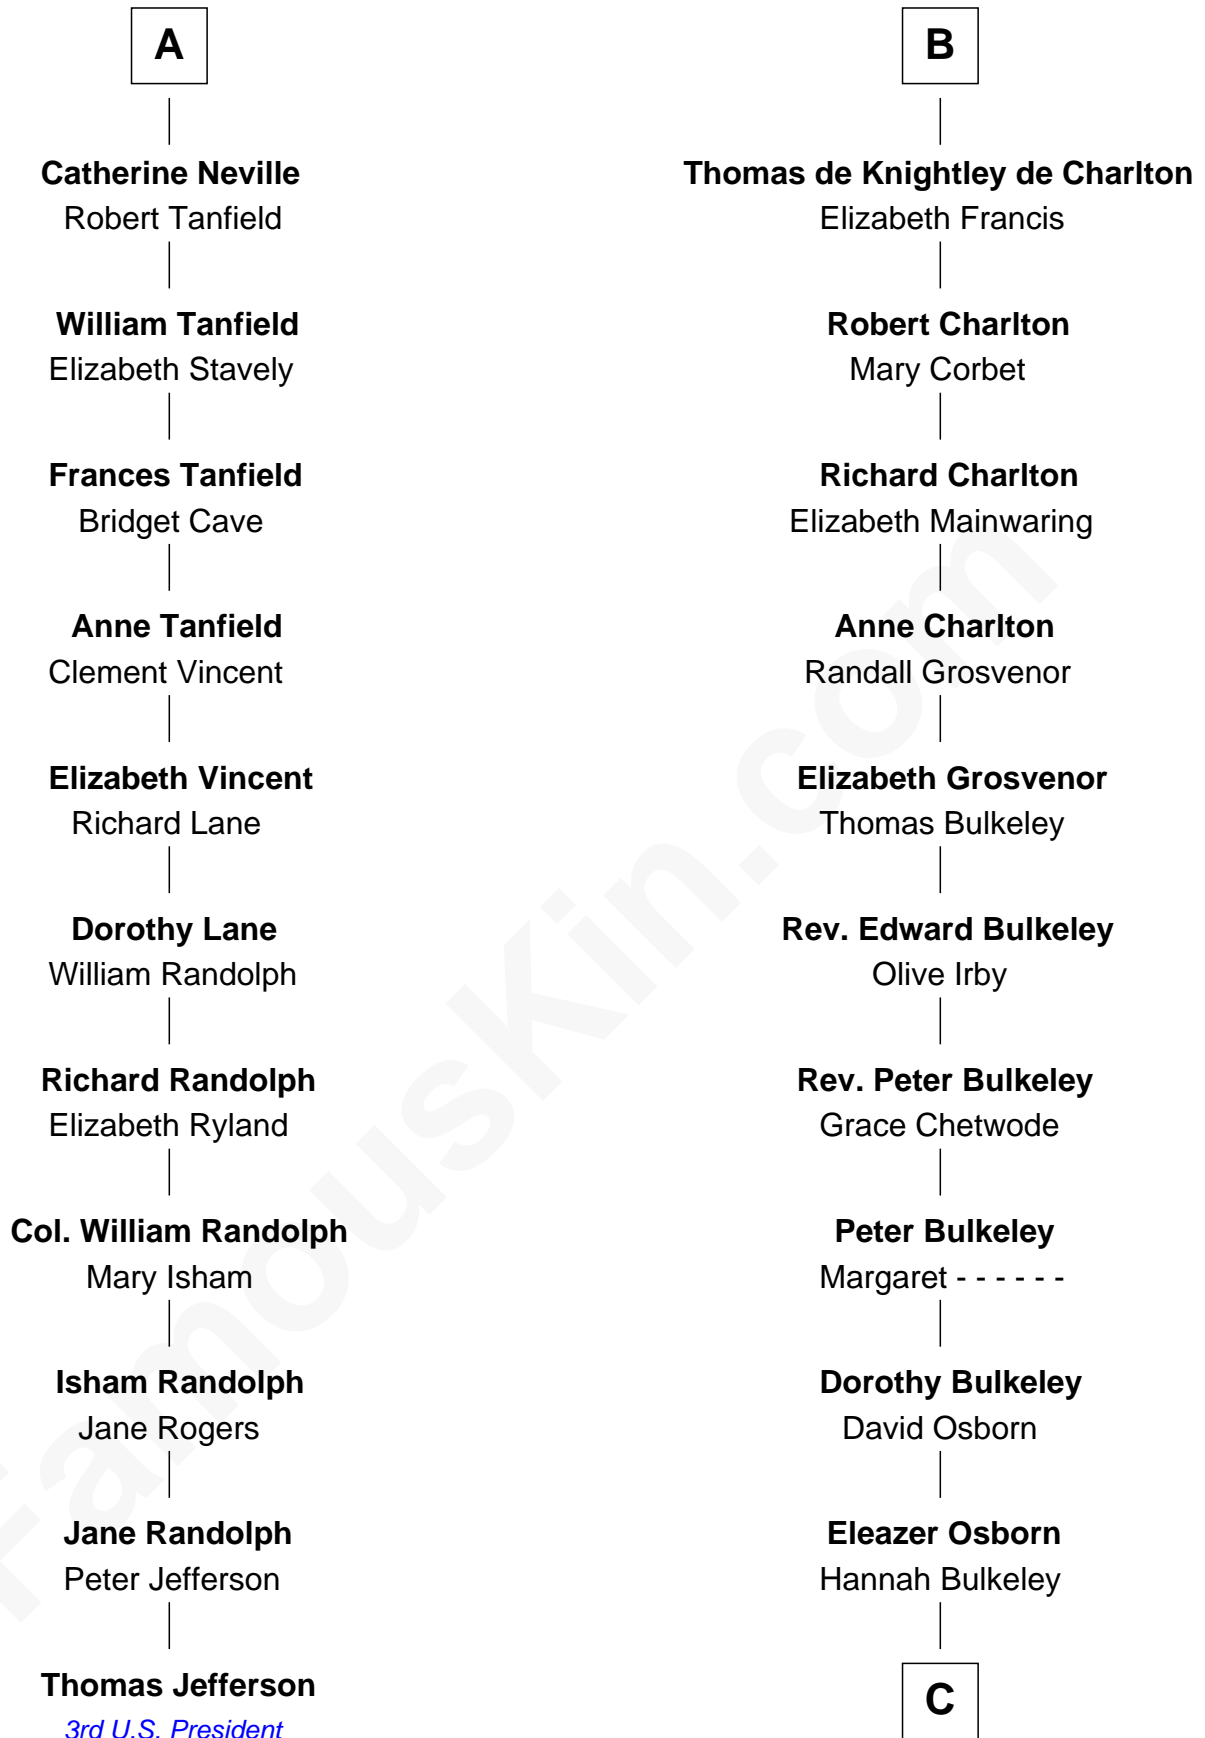 A
Catherine Neville
Robert Tanfield
William Tanfield
Elizabeth Stavely
Frances Tanfield
Bridget Cave
Anne Tanfield
Clement Vincent
Elizabeth Vincent
Richard Lane
Dorothy Lane
William Randolph
Richard Randolph
Elizabeth Ryland
Col. William Randolph
Mary Isham
Isham Randolph
Jane Rogers
Jane Randolph
Peter Jefferson
Thomas Jefferson
3rd U.S. President
B
Thomas de Knightley de Charlton
Elizabeth Francis
Robert Charlton
Mary Corbet
Richard Charlton
Elizabeth Mainwaring
Anne Charlton
Randall Grosvenor
Elizabeth Grosvenor
Thomas Bulkeley
Rev. Edward Bulkeley
Olive Irby
Rev. Peter Bulkeley
Grace Chetwode
Peter Bulkeley
Margaret - - - - - -
Dorothy Bulkeley
David Osborn
Eleazer Osborn
Hannah Bulkeley
C
FamousKin.com